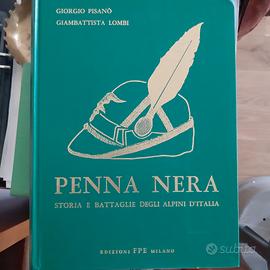 GIORGIO PISANÒ
GIAMBATTISTA LOMBI
PENNA NERA
STORIA E BATTAGLIE DEGLI ALPINI D'ITALIA
EDIZIONI FPE MILANO
subito